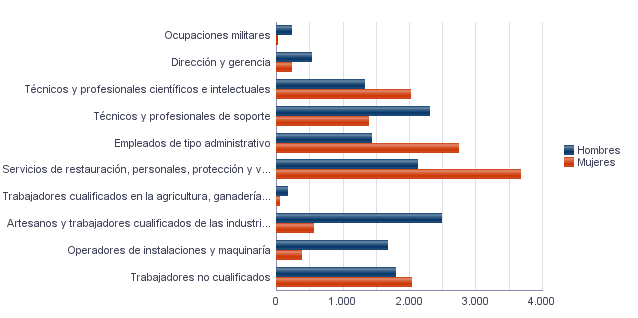 Ocupaciones militares
Dirección y gerencia
Técnicos y profesionales científicos e intelectuales
Técnicos y profesionales de soporte
Empleados de tipo administrativo
Servicios de restauración, personales, protección y v...
Trabajadores cualificados en la agricultura, ganadería...
Artesanos y trabajadores cualificados de las industri...
Operadores de instalaciones y maquinaría
Trabajadores no cualificados
0 1.000 2.000 3.000 4.000
Hombres
Mujeres